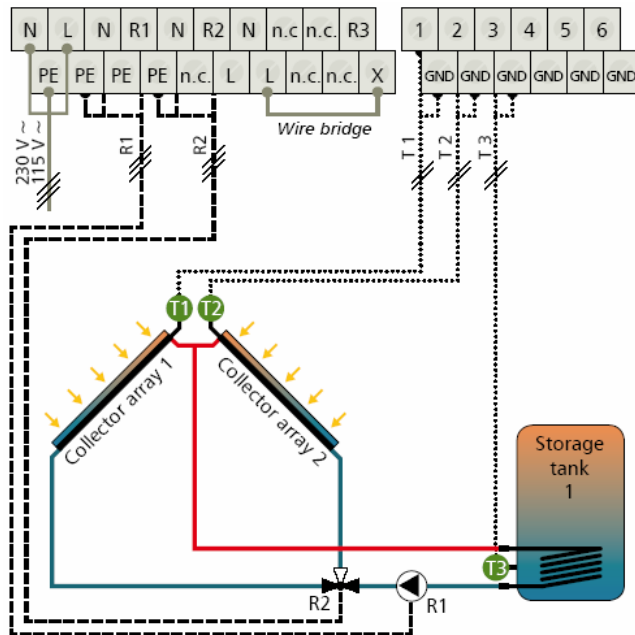 N L N R1 N R2 N n.c n.c. R3
1 2 3 4 5 6
PE PE PE PE n.c. L L n.c. n.c. X
GND GND GND GND GND GND
Wire bridge
230 V ~
115 V ~
R1
R2
T 1
T 2
T 3
T1 T2
Collector array 1
Collector array 2
Storage
tank
1
T3
R2
R1